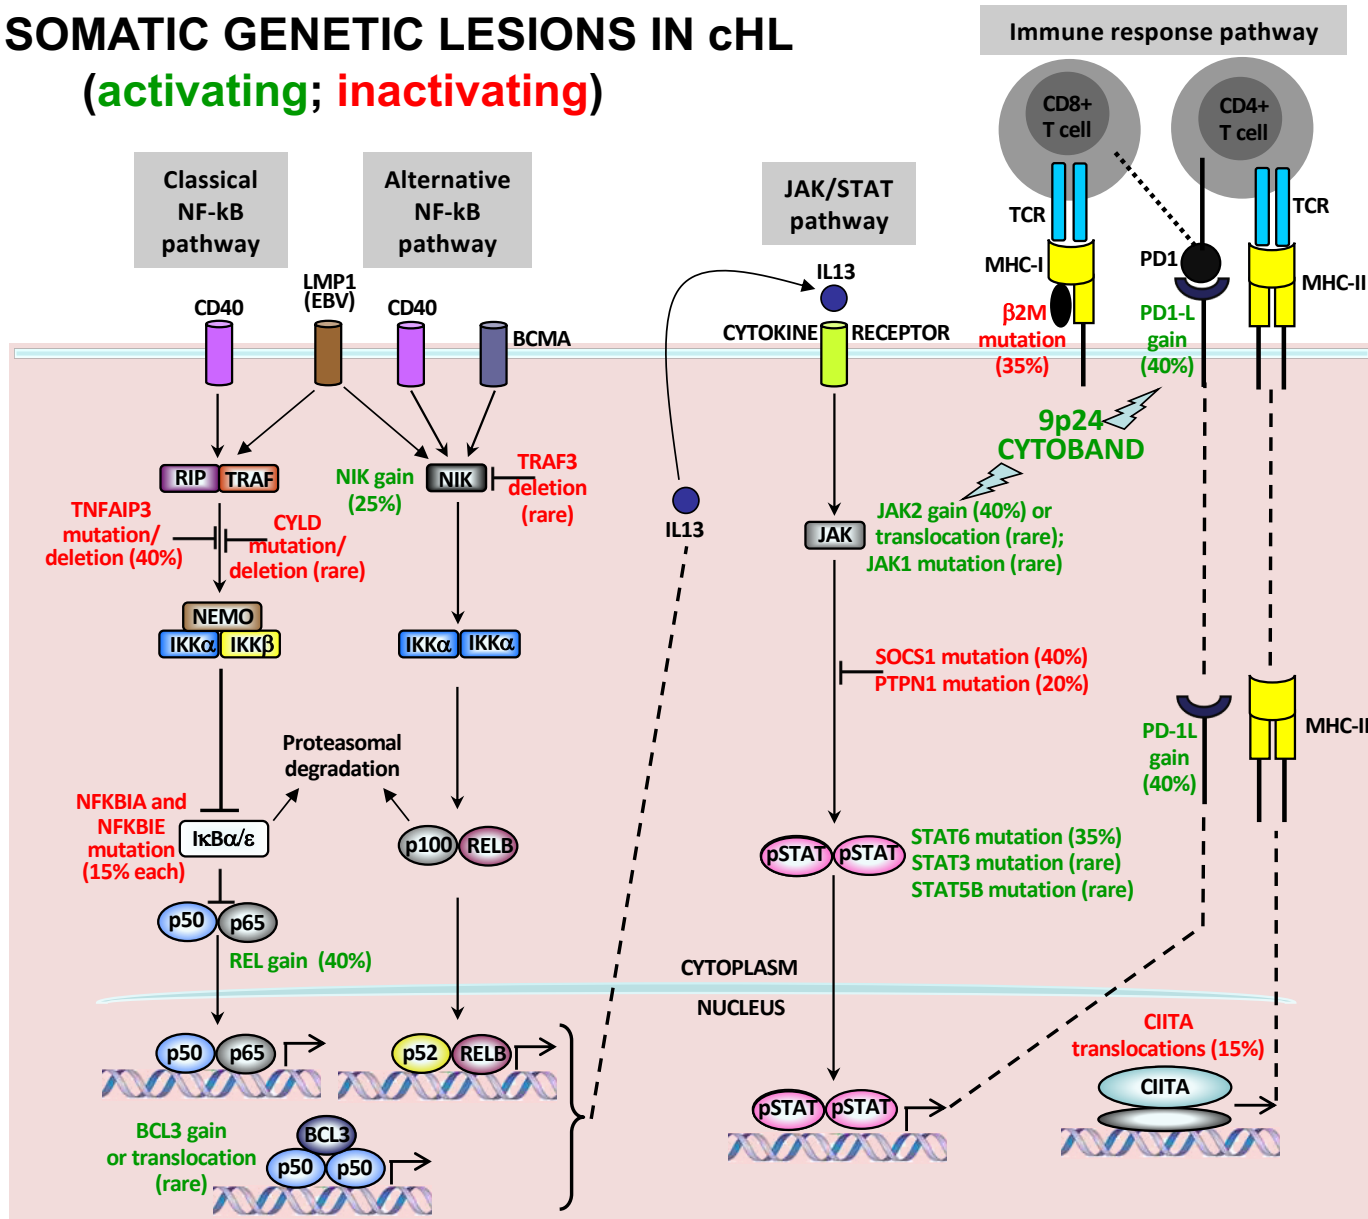 SOMATIC GENETIC LESIONS IN cHL
(activating; inactivating)
Immune response pathway
CD8+
T cell
CD4+
T cell
Classical
NF-kB
pathway
Alternative
NF-kB
pathway
JAK/STAT
pathway
TCR
TCR
MHC-I
PD1
MHC-II
CD40
LMP1
(EBV)
CD40
BCMA
IL13
CYTOKINE
RECEPTOR
β2M
mutation
(35%)
PD1-L
gain
(40%)
9p24
CYTOBAND
RIP
TRAF
NIK gain
(25%)
NIK
TRAF3
deletion
(rare)
IL13
TNFAIP3
mutation/
deletion (40%)
CYLD
mutation/
deletion (rare)
JAK
JAK2 gain (40%) or
translocation (rare);
JAK1 mutation (rare)
NEMO
IKKα
IKKβ
IKKα
IKKα
SOCS1 mutation (40%)
PTPN1 mutation (20%)
Proteasomal
degradation
PD-1L
gain
(40%)
MHC-II
NFKBIA and
NFKBIE
mutation
(15% each)
IκBα/ε
p100
RELB
pSTAT
pSTAT
STAT6 mutation (35%)
STAT3 mutation (rare)
STAT5B mutation (rare)
p50
p65
REL gain (40%)
CYTOPLASM
NUCLEUS
p50
p65
p52
RELB
CIITA
translocations (15%)
CIITA
pSTAT
pSTAT
BCL3 gain
or translocation
(rare)
BCL3
p50
p50